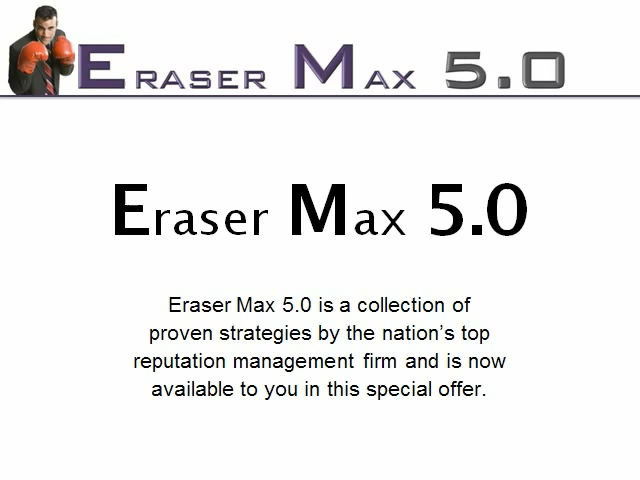 Eraser Max 5.0
Eraser Max 5.0
Eraser Max 5.0 is a collection of
proven strategies by the nation’s top
reputation management firm and is now
available to you in this special offer.